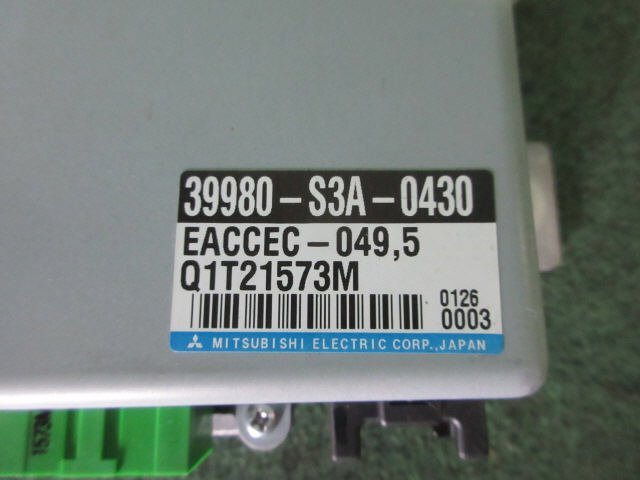 39980-S3A-0430
EACCEC-049,5
Q1T21573M
0126
0003
MITSUBISHI ELECTRIC CORP.,JAPAN